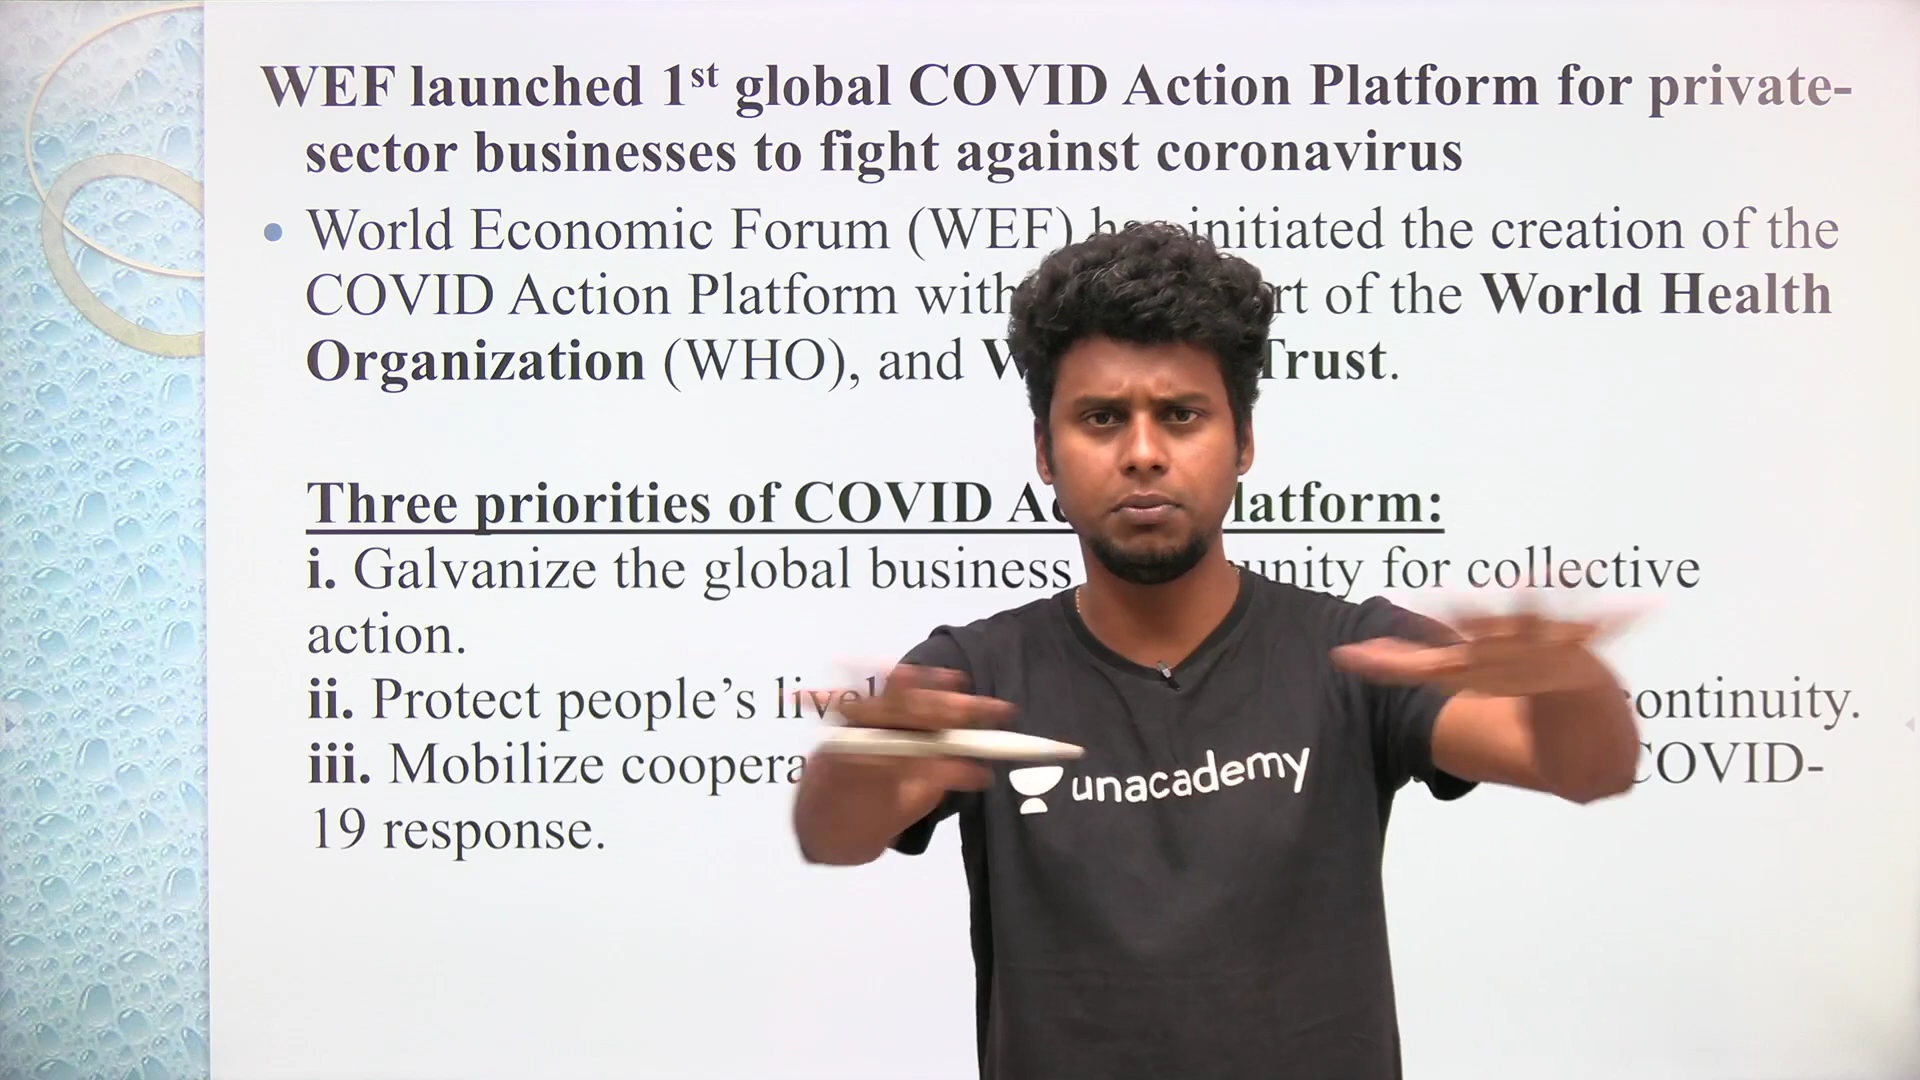 WEF launched 1st global COVID Action Platform for private-
sector businesses to fight against coronavirus
• World Economic Forum (WEF) has initiated the creation of the
COVID Action Platform with rt of the World Health
Organization (WHO), and Trust.
Three priorities of COVID Action Platform:
i. Galvanize the global business unity for collective
action.
ii. Protect people's continuity.
iii. Mobilize COVID-
19 response.
unacademy